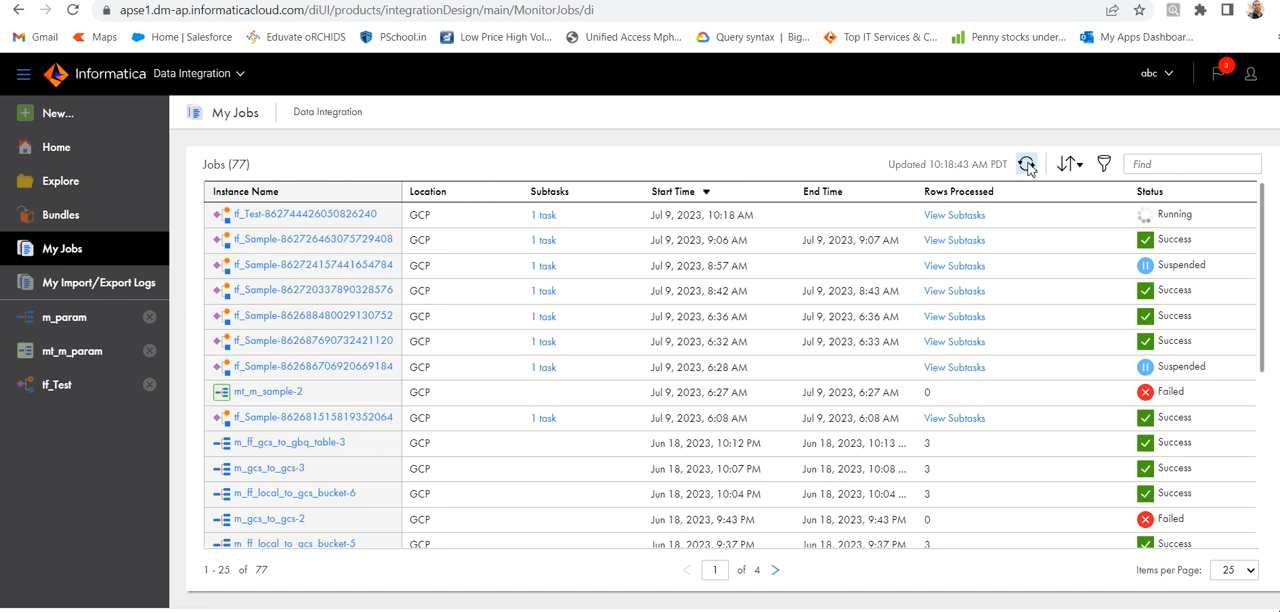 apse1.dm-ap.informaticacloud.com/diUI/products/integrationDesign/main/MonitorJobs/di
Gmail Maps Home | Salesforce Eduvate oRCHIDS PSchool.in Low Price High Vol... Unified Access Mph... Query syntax | Big... Top IT Services & C... Penny stocks under... My Apps Dashboar...
Informatica Data Integration abc 3
New...
Home
Explore
Bundles
My Jobs
My Import/Export Logs
m_param
mt_m_param
tf_Test
My Jobs Data Integration
Jobs (77) Updated 10:18:43 AM PDT Find
Instance Name Location Subtasks Start Time End Time Rows Processed Status
tf_Test-862744426050826240 GCP 1 task Jul 9, 2023, 10:18 AM View Subtasks Running
tf_Sample-862726463075729408 GCP 1 task Jul 9, 2023, 9:06 AM Jul 9, 2023, 9:07 AM View Subtasks Success
tf_Sample-862724157441654784 GCP 1 task Jul 9, 2023, 8:57 AM View Subtasks Suspended
tf_Sample-862720337890328576 GCP 1 task Jul 9, 2023, 8:42 AM Jul 9, 2023, 8:43 AM View Subtasks Success
tf_Sample-862688480029130752 GCP 1 task Jul 9, 2023, 6:36 AM Jul 9, 2023, 6:36 AM View Subtasks Success
tf_Sample-862687690732421120 GCP 1 task Jul 9, 2023, 6:32 AM Jul 9, 2023, 6:33 AM View Subtasks Success
tf_Sample-862686706920669184 GCP 1 task Jul 9, 2023, 6:28 AM View Subtasks Suspended
mt_m_sample-2 GCP Jul 9, 2023, 6:27 AM Jul 9, 2023, 6:27 AM 0 Failed
tf_Sample-862681515819352064 GCP 1 task Jul 9, 2023, 6:08 AM Jul 9, 2023, 6:08 AM View Subtasks Success
m_ff_gcs_to_gbq_table-3 GCP Jun 18, 2023, 10:12 PM Jun 18, 2023, 10:13 ... 3 Success
m_gcs_to_gcs-3 GCP Jun 18, 2023, 10:07 PM Jun 18, 2023, 10:08 ... 3 Success
m_ff_local_to_gcs_bucket-6 GCP Jun 18, 2023, 10:04 PM Jun 18, 2023, 10:04 ... 3 Success
m_gcs_to_gcs-2 GCP Jun 18, 2023, 9:43 PM Jun 18, 2023, 9:43 PM 0 Failed
m_ff_local_to_gcs_bucket-5 GCP Jun 18, 2023, 9:37 PM Jun 18, 2023, 9:37 PM 3 Success
1 - 25 of 77 1 of 4 Items per Page: 25